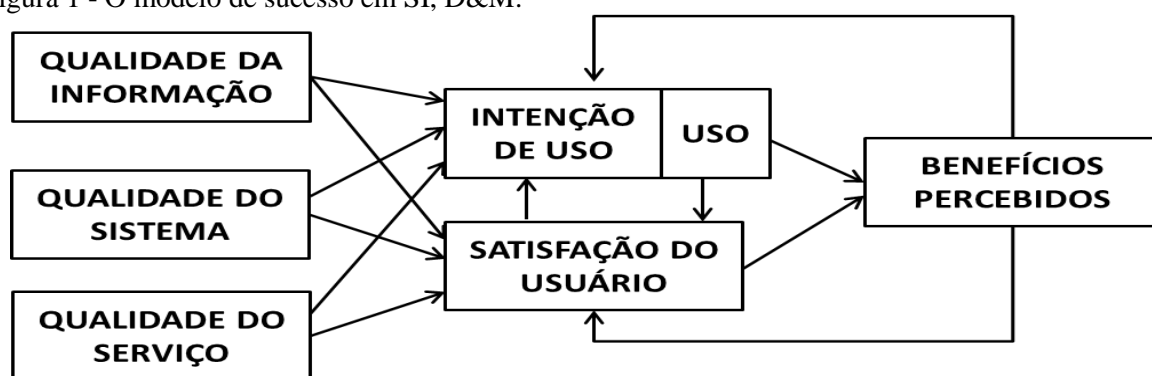 igura 1 - O modelo de sucesso em SI, D&M.
QUALIDADE DA
INFORMAÇÃO
INTENÇÃO
DE USO
USO
BENEFÍCIOS
PERCEBIDOS
QUALIDADE DO
SISTEMA
SATISFAÇÃO DO
USUÁRIO
QUALIDADE DO
SERVIÇO